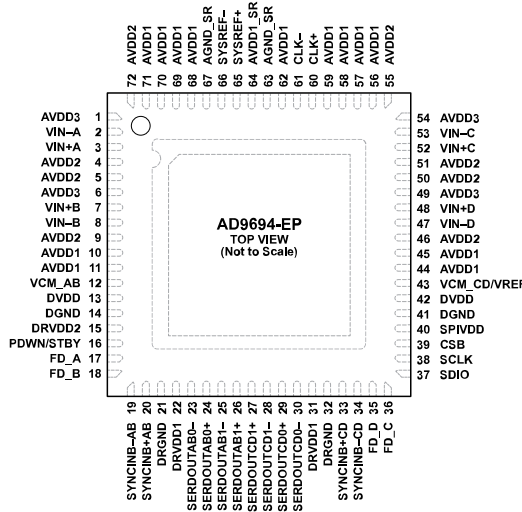 72 AVDD2
71 AVDD1
70 AVDD1
69 AVDD1
68 AVDD1
67 AGND_SR
66 SYSREF–
65 SYSREF+
64 AVDD1_SR
63 AGND_SR
62 AVDD1
61 CLK–
60 CLK+
59 AVDD1
58 AVDD1
57 AVDD1
56 AVDD1
55 AVDD2
AVDD3 1
VIN–A 2
VIN+A 3
AVDD2 4
AVDD2 5
AVDD3 6
VIN+B 7
VIN–B 8
AVDD2 9
AVDD1 10
AVDD1 11
VCM_AB 12
DVDD 13
DGND 14
DRVDD2 15
PDWN/STBY 16
FD_A 17
FD_B 18
AD9694-EP
TOP VIEW
(Not to Scale)
54 AVDD3
53 VIN–C
52 VIN+C
51 AVDD2
50 AVDD2
49 AVDD3
48 VIN+D
47 VIN–D
46 AVDD2
45 AVDD1
44 AVDD1
43 VCM_CD/VREF
42 DVDD
41 DGND
40 SPIVDD
39 CSB
38 SCLK
37 SDIO
SYNCINB–AB 19
SYNCINB+AB 20
DRGND 21
DRVDD1 22
SERDOUTAB0– 23
SERDOUTAB0+ 24
SERDOUTAB1– 25
SERDOUTAB1+ 26
SERDOUTCD1+ 27
SERDOUTCD1– 28
SERDOUTCD0+ 29
SERDOUTCD0– 30
DRVDD1 31
DRGND 32
SYNCINB+CD 33
SYNCINB–CD 34
FD_D 35
FD_C 36